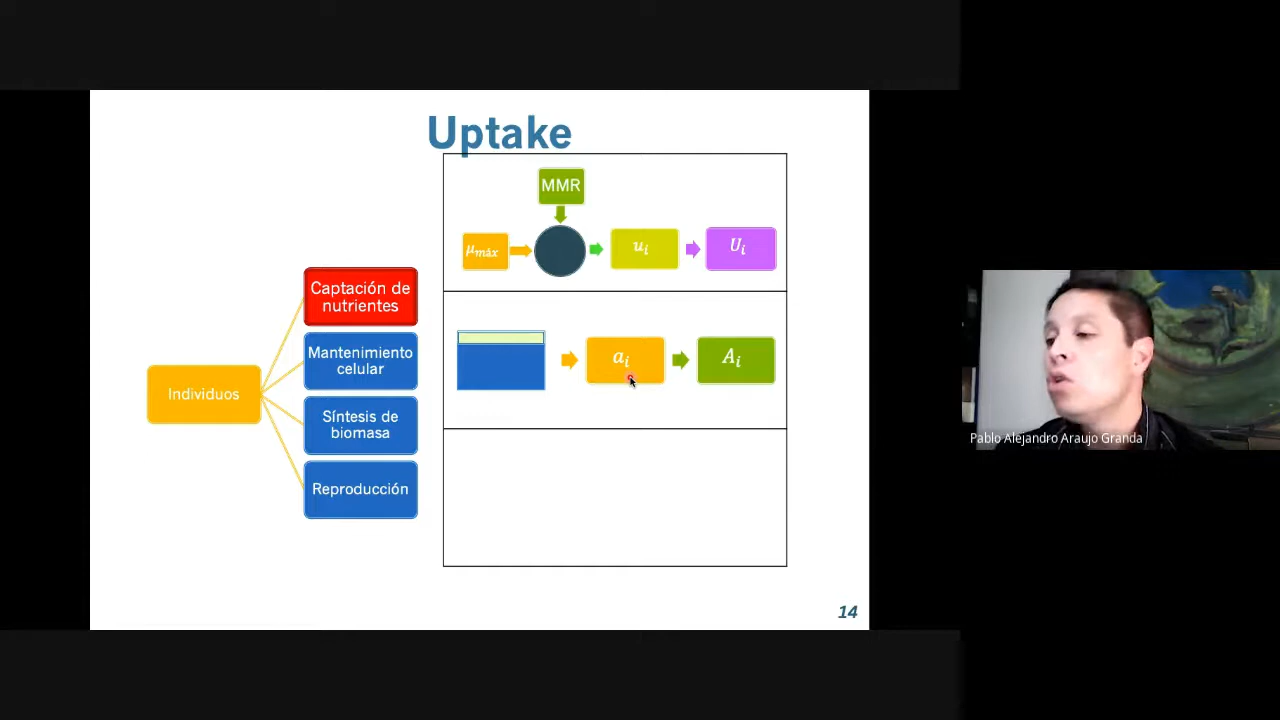 Uptake
MMR
μmáx
ui
Ui
Captación de
nutrientes
Mantenimiento
celular
ai
Ai
Individuos
Síntesis de
biomasa
Reproducción
Pablo Alejandro Araujo Granda
14